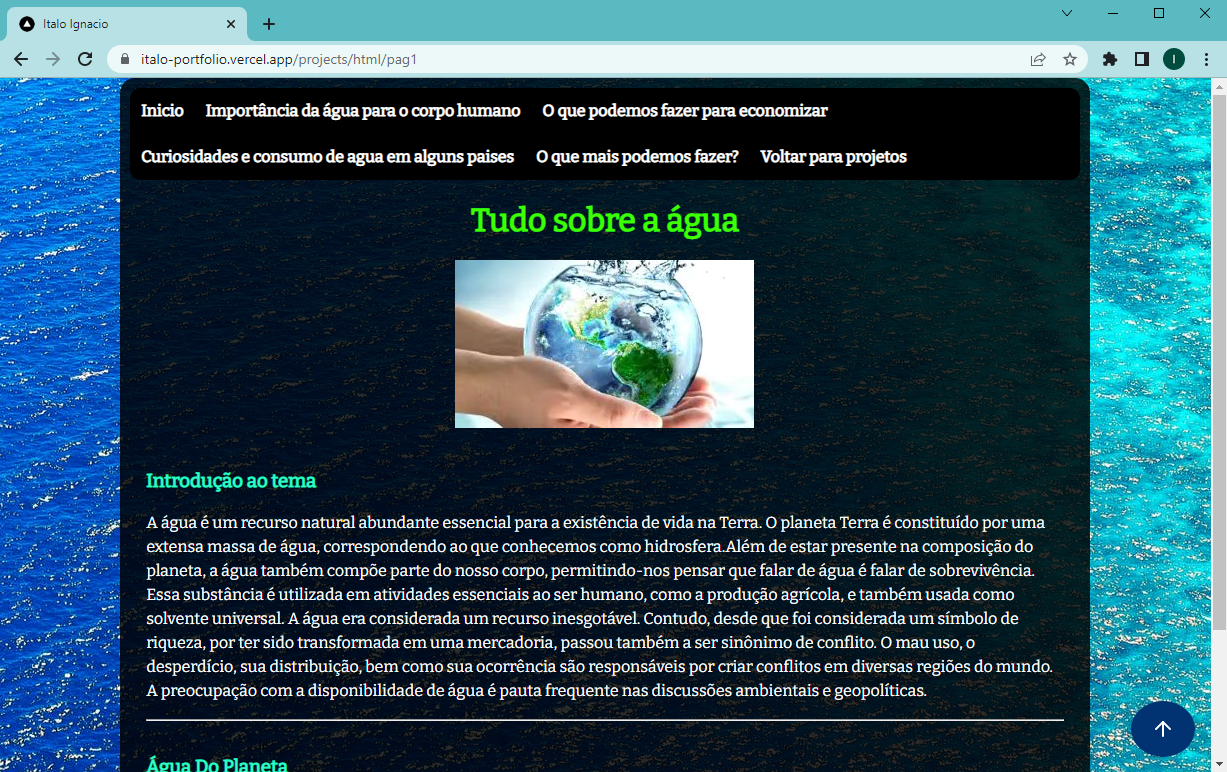 Italo Ignacio
italo-portfolio.vercel.app/projects/html/pag1
I
Inicio Importância da água para o corpo humano O que podemos fazer para economizar
Curiosidades e consumo de agua em alguns paises O que mais podemos fazer? Voltar para projetos
Tudo sobre a água
Introdução ao tema
A água é um recurso natural abundante essencial para a existência de vida na Terra. O planeta Terra é constituído por uma
extensa massa de água, correspondendo ao que conhecemos como hidrosfera.Além de estar presente na composição do
planeta, a água também compõe parte do nosso corpo, permitindo-nos pensar que falar de água é falar de sobrevivência.
Essa substância é utilizada em atividades essenciais ao ser humano, como a produção agrícola, e também usada como
solvente universal. A água era considerada um recurso inesgotável. Contudo, desde que foi considerada um símbolo de
riqueza, por ter sido transformada em uma mercadoria, passou também a ser sinônimo de conflito. O mau uso, o
desperdício, sua distribuição, bem como sua ocorrência são responsáveis por criar conflitos em diversas regiões do mundo.
A preocupação com a disponibilidade de água é pauta frequente nas discussões ambientais e geopolíticas.
Água Do Planeta